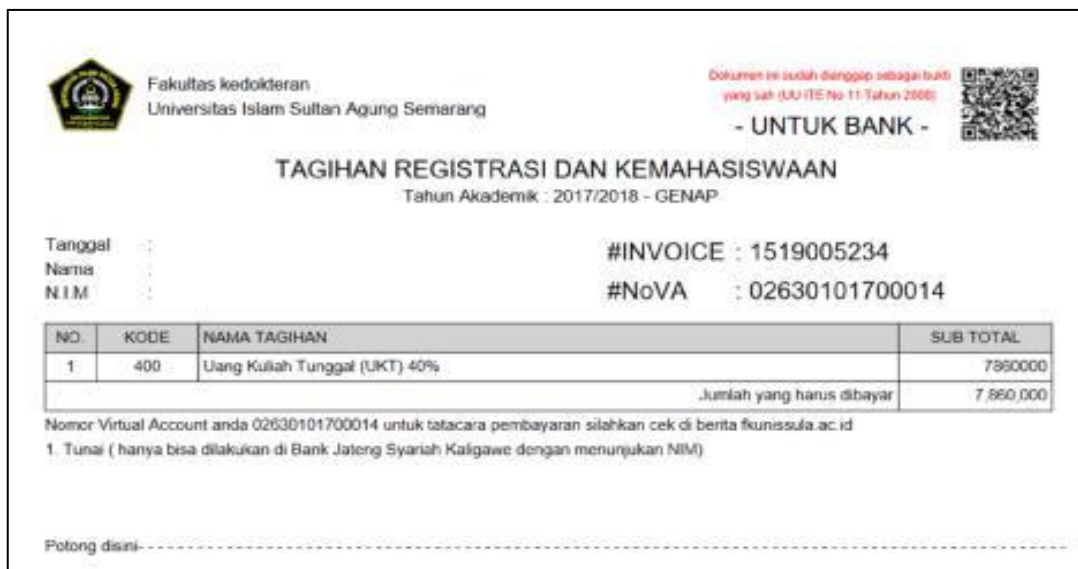 Fakultas kedokteran
Universitas Islam Sultan Agung Semarang
Dokumen ini sudah dianggap sebagai bukti
yang sah (UU ITE No 11 Tahun 2008)
- UNTUK BANK -
TAGIHAN REGISTRASI DAN KEMAHASISWAAN
Tahun Akademik : 2017/2018 - GENAP
Tanggal :
Nama :
N.I.M :
#INVOICE : 1519005234
#NoVA : 02630101700014
NO. KODE NAMA TAGIHAN SUB TOTAL
1 400 Uang Kuliah Tunggal (UKT) 40% 7860000
Jumlah yang harus dibayar 7,860,000
Nomor Virtual Account anda 02630101700014 untuk tatacara pembayaran silahkan cek di berita fkunissula.ac.id
1. Tunai ( hanya bisa dilakukan di Bank Jateng Syariah Kaligawe dengan menunjukan NIM)
Potong disini